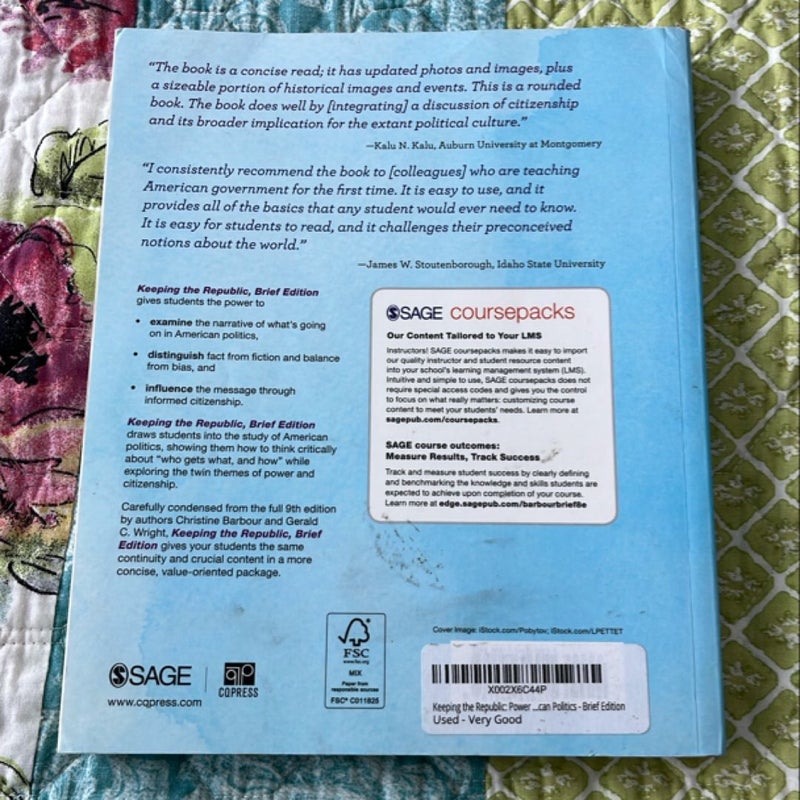 “The book is a concise read; it has updated photos and images, plus
a sizeable portion of historical images and events. This is a rounded
book. The book does well by [integrating] a discussion of citizenship
and its broader implication for the extant political culture.”
—Kalu N. Kalu, Auburn University at Montgomery
“I consistently recommend the book to [colleagues] who are teaching
American government for the first time. It is easy to use, and it
provides all of the basics that any student would ever need to know.
It is easy for students to read, and it challenges their preconceived
notions about the world.”
—James W. Stoutenborough, Idaho State University
Keeping the Republic, Brief Edition
gives students the power to
• examine the narrative of what's going
on in American politics,
• distinguish fact from fiction and balance
from bias, and
• influence the message through
informed citizenship.
Keeping the Republic, Brief Edition
draws students into the study of American
politics, showing them how to think critically
about “who gets what, and how” while
exploring the twin themes of power and
citizenship.
Carefully condensed from the full 9th edition
by authors Christine Barbour and Gerald
C. Wright, Keeping the Republic, Brief
Edition gives your students the same
continuity and crucial content in a more
concise, value-oriented package.
SAGE coursepacks
Our Content Tailored to Your LMS
Instructors! SAGE coursepacks makes it easy to import
our quality instructor and student resource content
into your school's learning management system (LMS).
Intuitive and simple to use, SAGE coursepacks does not
require special access codes and gives you the control
to focus on what really matters: customizing course
content to meet your students' needs. Learn more at
sagepub.com/coursepacks.
SAGE course outcomes:
Measure Results, Track Success
Track and measure student success by clearly defining
and benchmarking the knowledge and skills students are
expected to achieve upon completion of your course.
Learn more at edge.sagepub.com/barbourbrief8e
SAGE
CQPRESS
www.cqpress.com
FSC
www.fsc.org
MIX
Paper from
responsible sources
FSC® C011825
Cover Image: iStock.com/Pobytov; iStock.com/LPETTET
X002X6C44P
Keeping the Republic: Power ...can Politics - Brief Edition
Used - Very Good